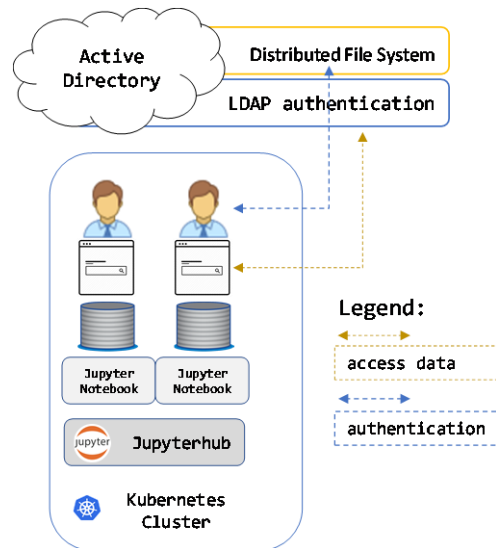 Active
Directory
Distributed File System
LDAP authentication
Jupyter
Notebook
Jupyter
Notebook
jupyter
Jupyterhub
Kubernetes
Cluster
Legend:
access data
authentication